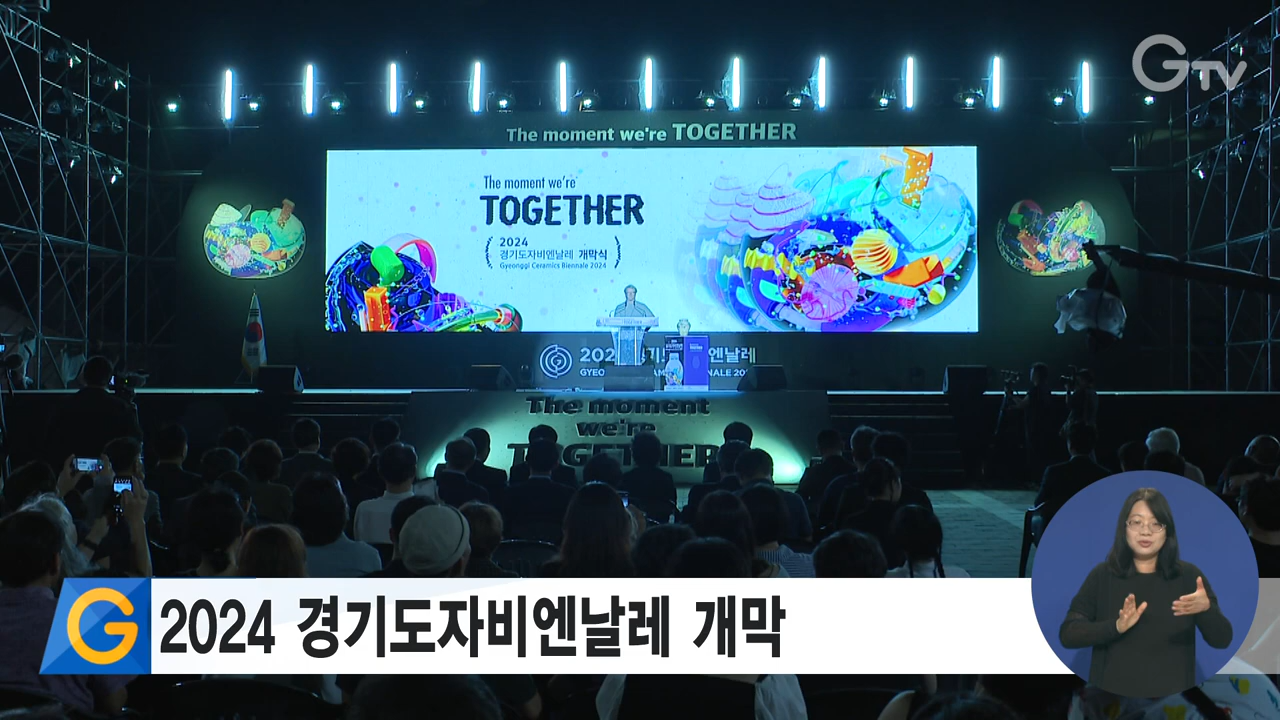 GTV
The moment we're TOGETHER
The moment we're
TOGETHER
2024
경기도자비엔날레 개막식
Gyeonggi Ceramics Biennale 2024
The moment
we're
TOGETHER
G 2024 경기도자비엔날레 개막